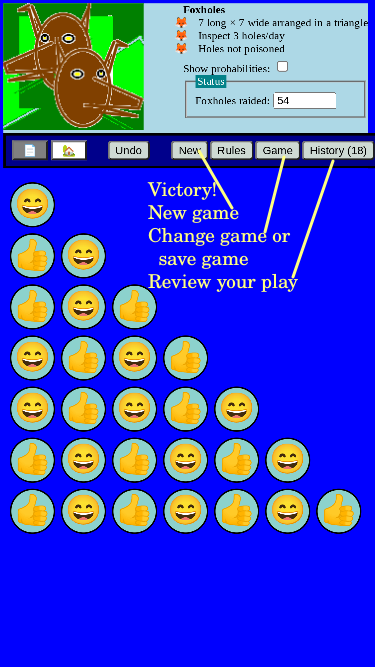 Foxholes
7 long × 7 wide arranged in a triangle
Inspect 3 holes/day
Holes not poisoned
Show probabilities:
Status
Foxholes raided: 54
Undo New Rules Game History (18)
Victory!
New game
Change game or
save game
Review your play